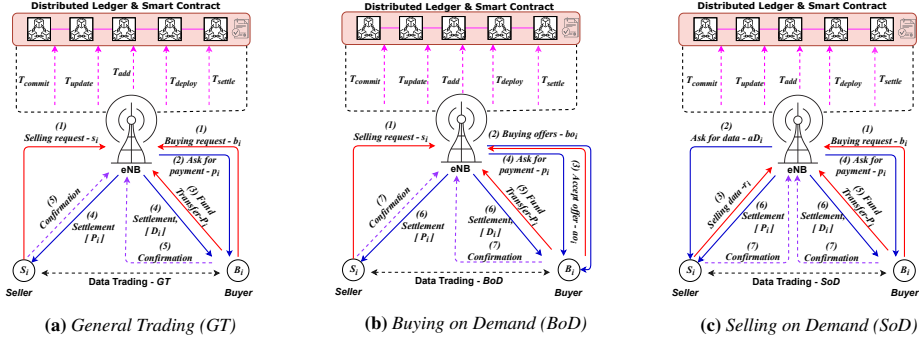 Distributed Ledger & Smart Contract
T_commit
T_update
T_add
T_deploy
T_settle
(1)
Selling request - s_i
(1)
Buying request - b_i
(2) Ask for
payment - p_i
eNB
(5)
Confirmation
(4)
Settlement
[ P_i ]
(4)
Settlement,
[ D_i ]
(3) Fund
Transfer-P_i
(5)
Confirmation
S_i
B_i
Seller
Data Trading - GT
Buyer
(a) General Trading (GT)
Distributed Ledger & Smart Contract
T_commit
T_update
T_add
T_deploy
T_settle
(1)
Selling request - s_i
(2) Buying offers - bo_i
(4) Ask for
payment - p_i
(3) Accept offer - ao_i
eNB
(7)
Confirmation
(6)
Settlement
[ P_i ]
(6)
Settlement,
[ D_i ]
(5) Fund
Transfer-P_i
(7)
Confirmation
S_i
B_i
Seller
Data Trading - BoD
Buyer
(b) Buying on Demand (BoD)
Distributed Ledger & Smart Contract
T_commit
T_update
T_add
T_deploy
T_settle
(2)
Ask for data - aD_i
(1)
Buying request - b_i
(4) Ask for
payment - p_i
eNB
(3)
Selling data-r_i
(6)
Settlement
[ P_i ]
(6)
Settlement,
[ D_i ]
(5) Fund
Transfer-P_i
(7)
Confirmation
(7)
Confirmation
S_i
B_i
Seller
Data Trading - SoD
Buyer
(c) Selling on Demand (SoD)